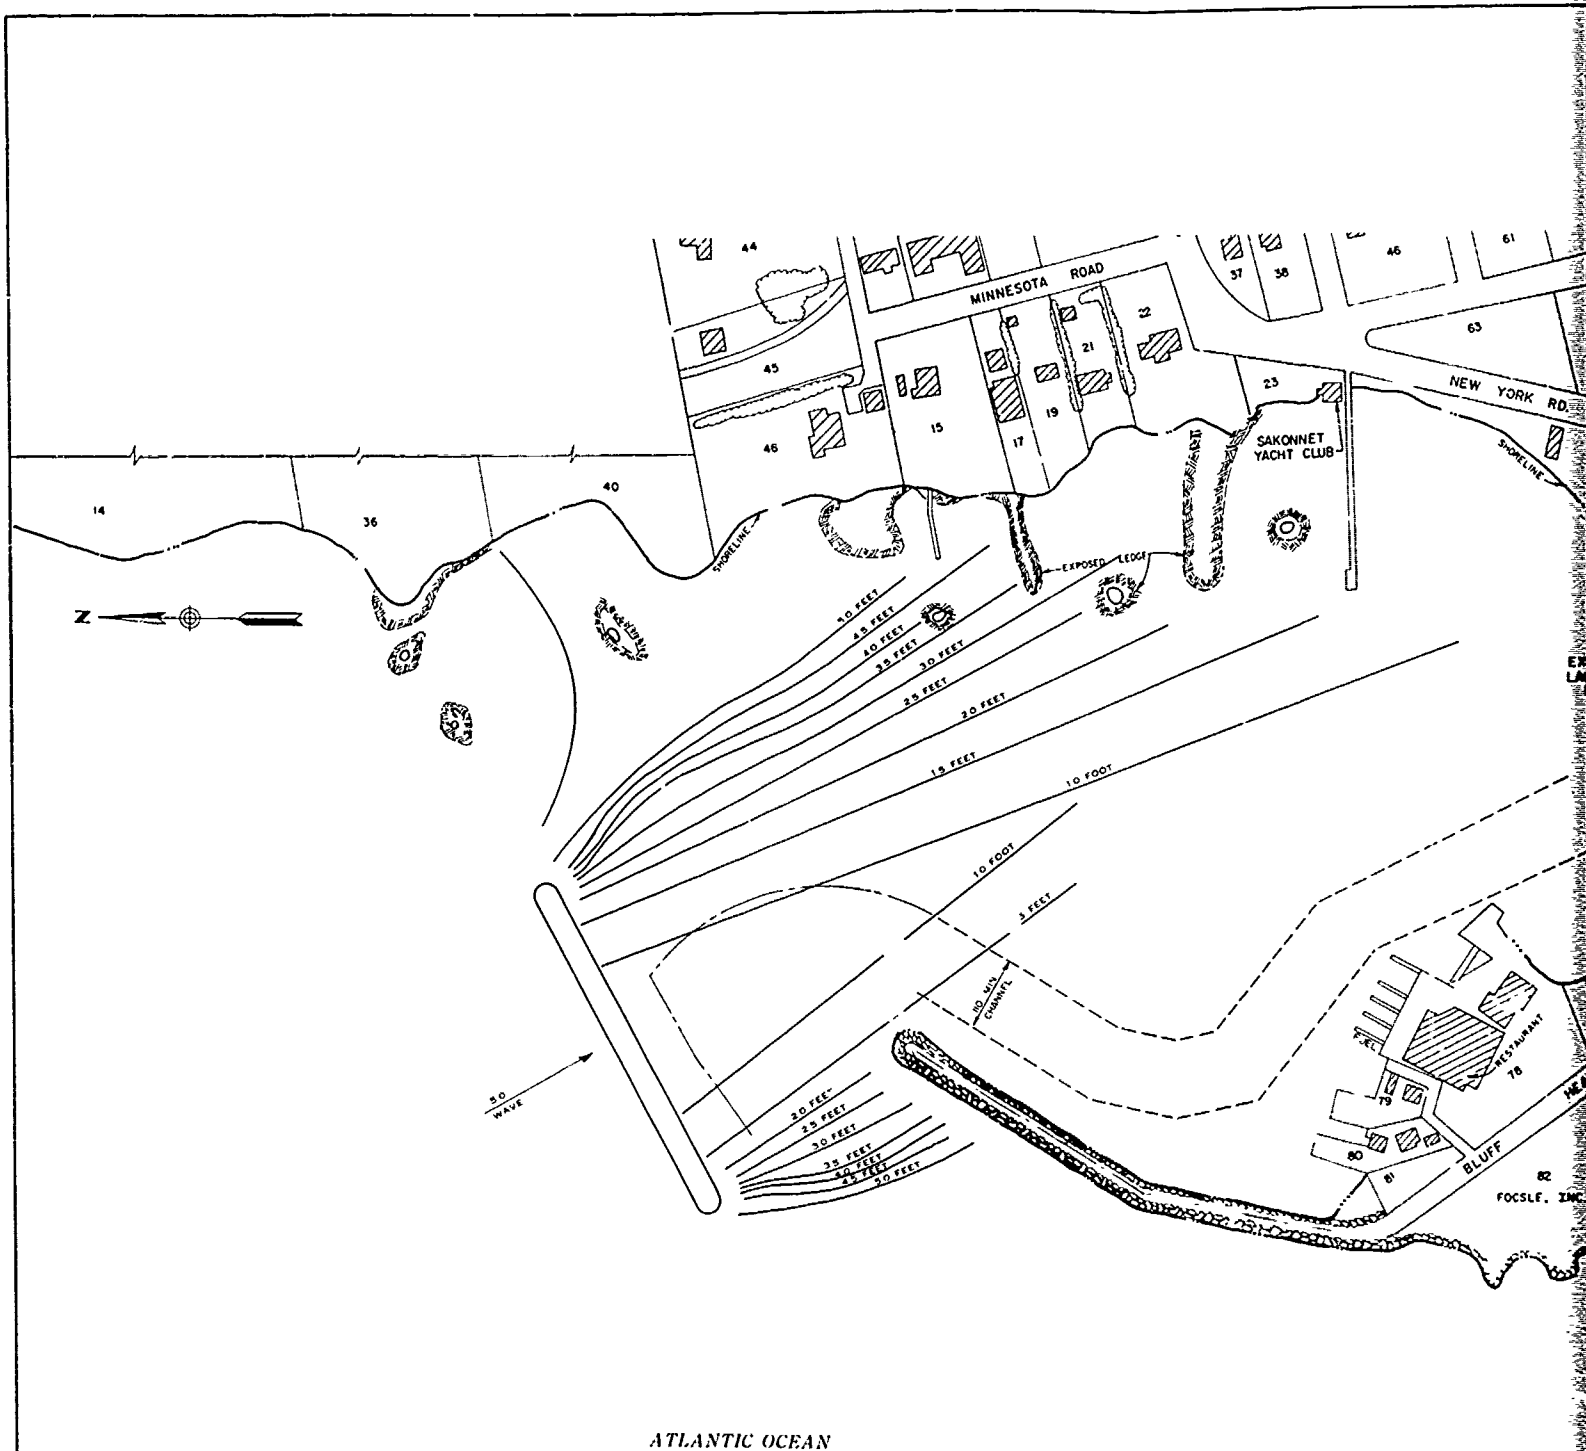 44
MINNESOTA ROAD
37
38
46
61
22
21
63
45
23
NEW YORK RD.
19
15
17
46
SAKONNET
YACHT CLUB
SHORELINE
40
14
36
SHORELINE
EXPOSED LEDGE
Z
50 FEET
45 FEET
40 FEET
35 FEET
30 FEET
25 FEET
20 FEET
15 FEET
10 FOOT
10 FOOT
5 FEET
110 MIN
CHANNEL
50
WAVE
RESTAURANT
78
79
80
81
BLUFF
82
FOCSLE, INC
20 FEET
25 FEET
30 FEET
35 FEET
40 FEET
45 FEET
50 FEET
ATLANTIC OCEAN